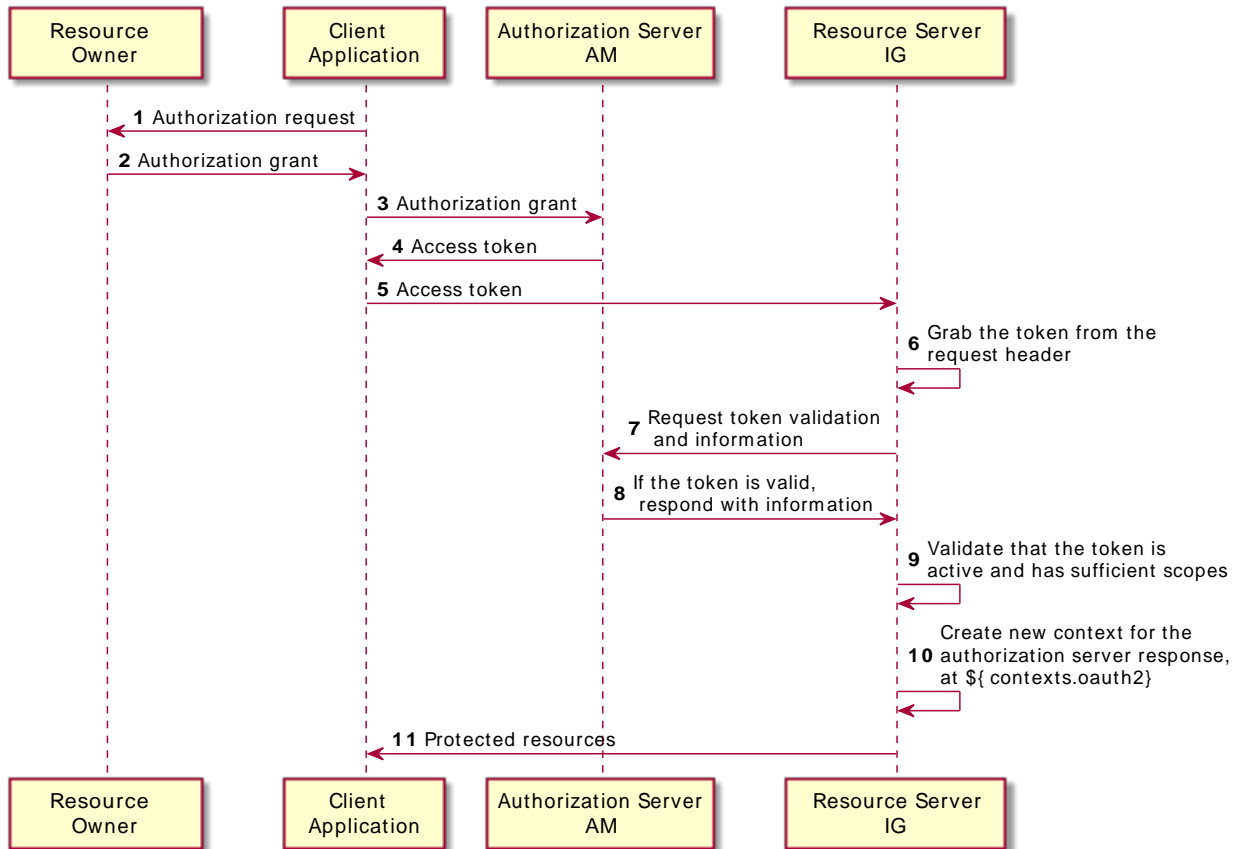 Resource
Owner
Client
Application
Authorization Server
AM
Resource Server
IG
1 Authorization request
2 Authorization grant
3 Authorization grant
4 Access token
5 Access token
6 Grab the token from the
request header
7 Request token validation
and information
8 If the token is valid,
respond with information
9 Validate that the token is
active and has sufficient scopes
Create new context for the
10 authorization server response,
at ${contexts.oauth2}
11 Protected resources
Resource
Owner
Client
Application
Authorization Server
AM
Resource Server
IG